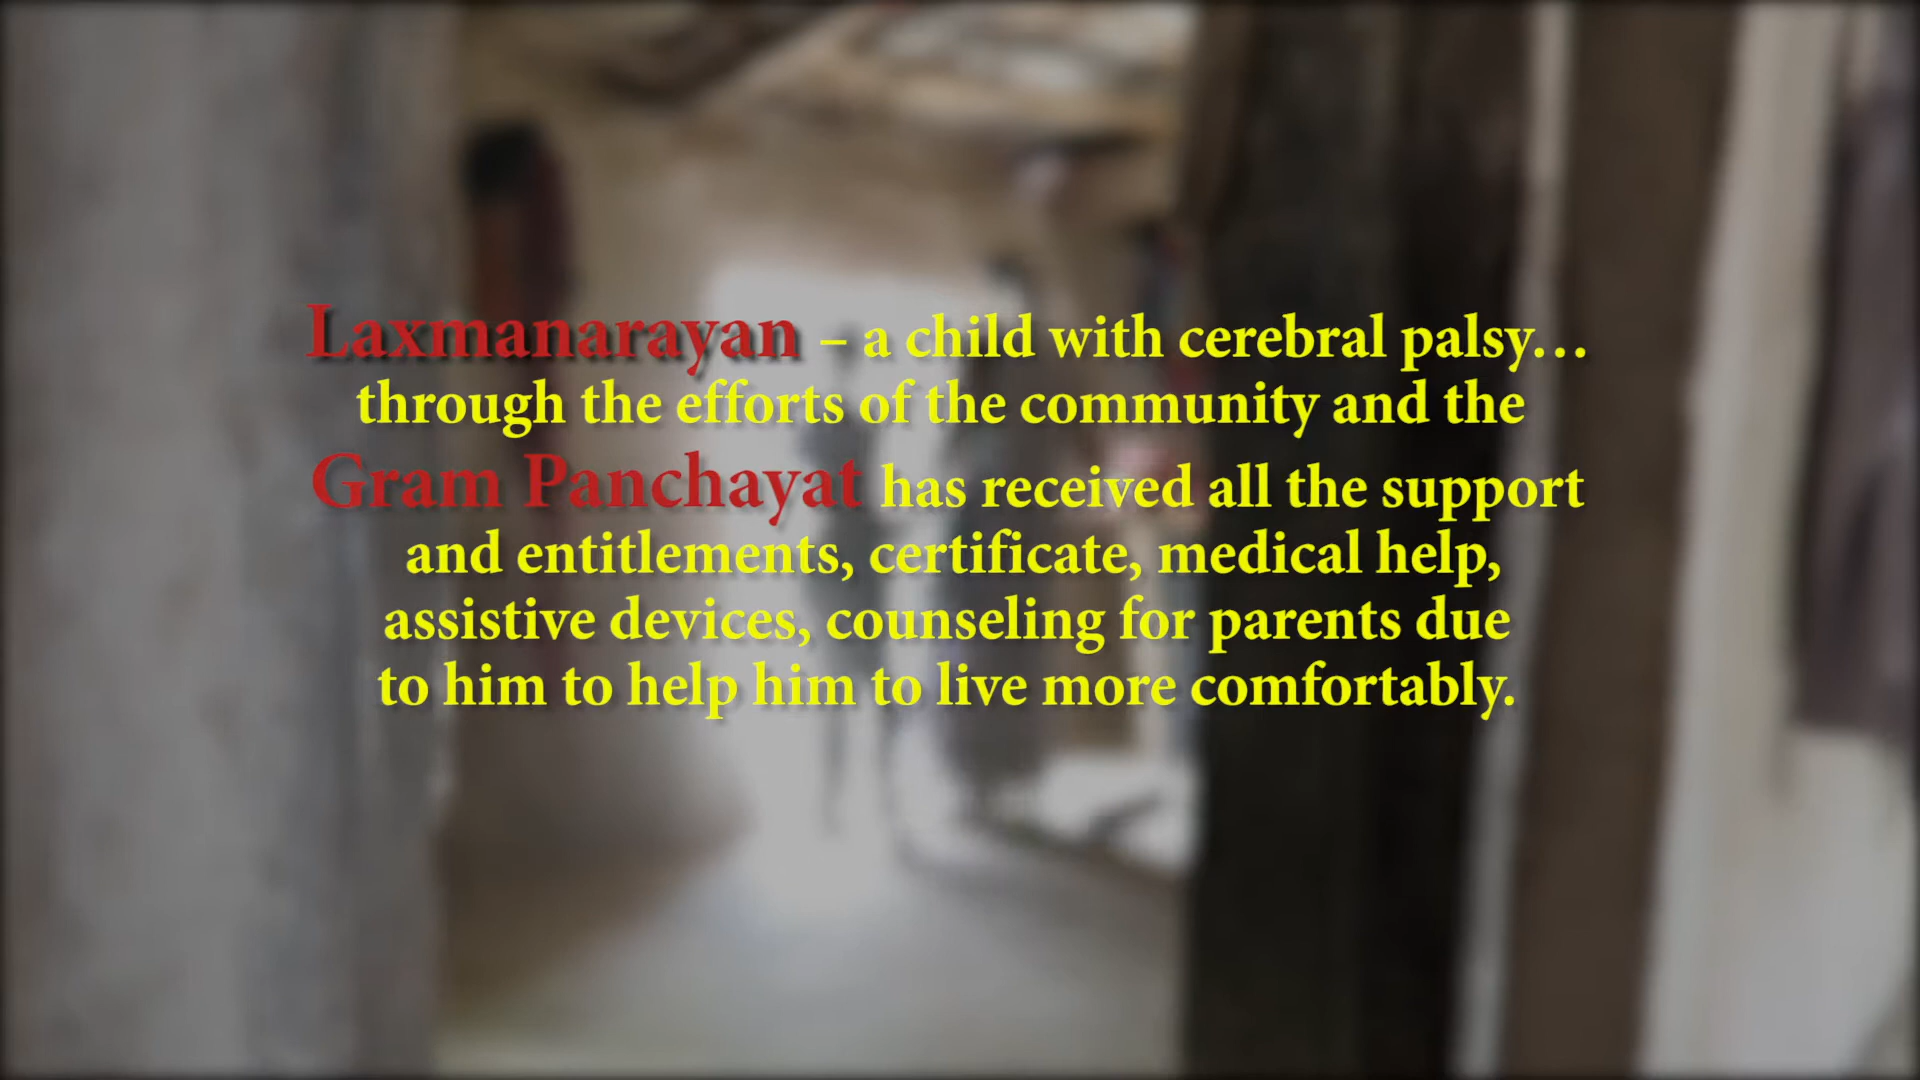 Laxmanarayan – a child with cerebral palsy…
through the efforts of the community and the
Gram Panchayat has received all the support
and entitlements, certificate, medical help,
assistive devices, counseling for parents due
to him to help him to live more comfortably.